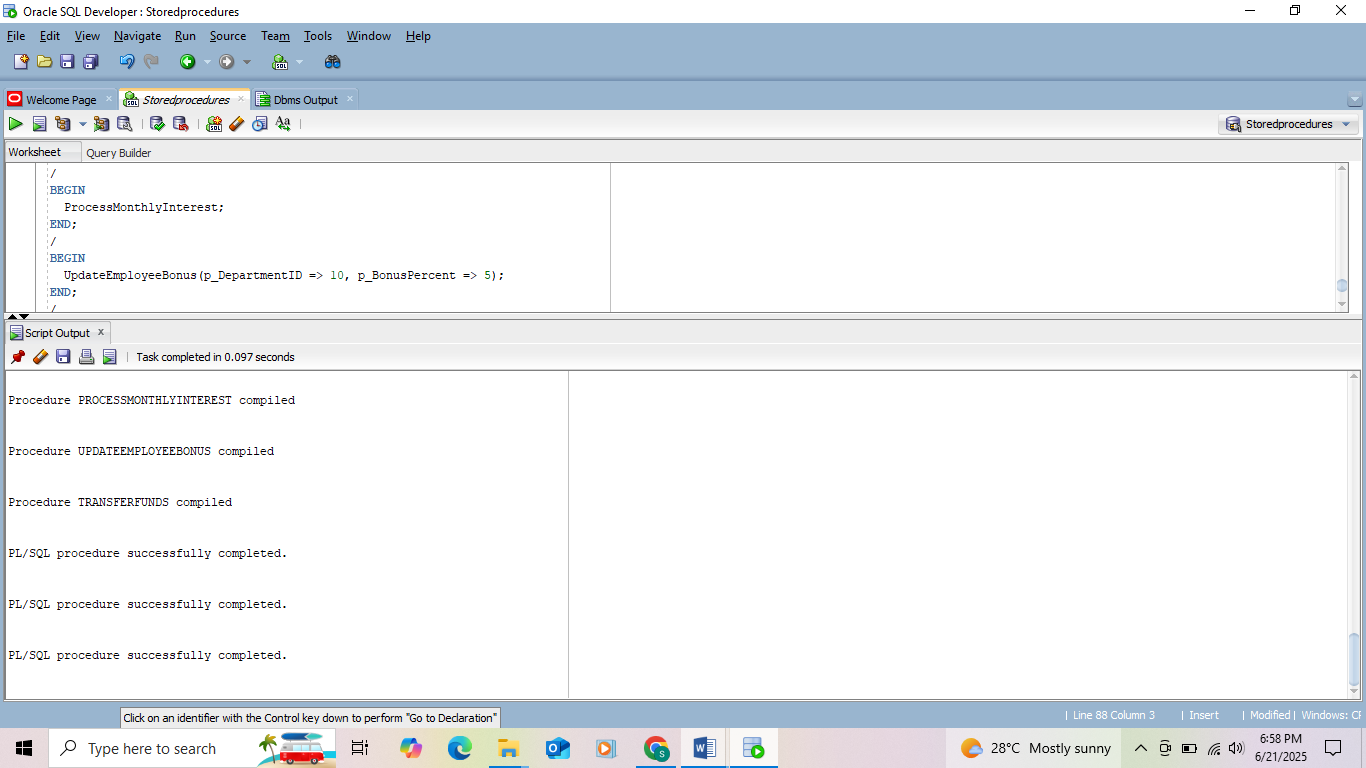 Oracle SQL Developer : Storedprocedures
File Edit View Navigate Run Source Team Tools Window Help
Welcome Page Storedprocedures Dbms Output
Storedprocedures
Worksheet Query Builder
/
BEGIN
ProcessMonthlyInterest;
END;
/
BEGIN
UpdateEmployeeBonus(p_DepartmentID => 10, p_BonusPercent => 5);
END;
/
Script Output
Task completed in 0.097 seconds
Procedure PROCESSMONTHLYINTEREST compiled
Procedure UPDATEEMPLOYEEBONUS compiled
Procedure TRANSFERFUNDS compiled
PL/SQL procedure successfully completed.
PL/SQL procedure successfully completed.
PL/SQL procedure successfully completed.
Click on an identifier with the Control key down to perform "Go to Declaration"
Line 88 Column 3 | Insert | Modified | Windows: CF
Type here to search
28°C Mostly sunny
6:58 PM
6/21/2025